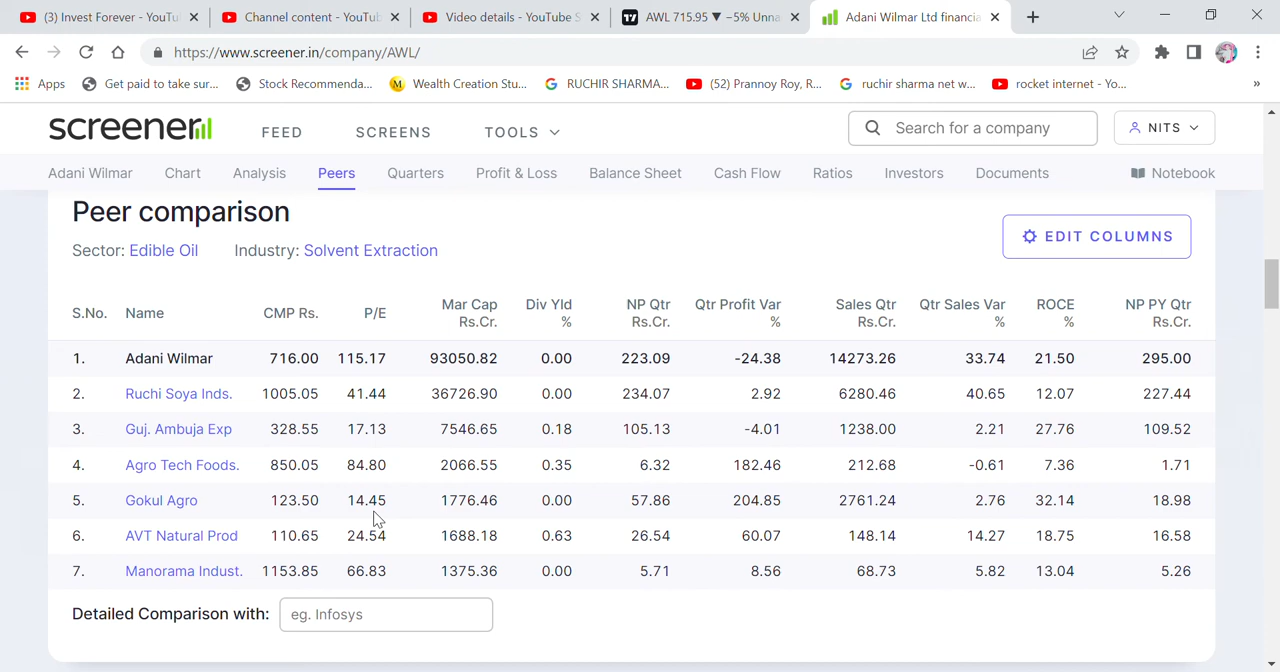 (3) Invest Forever - YouTu
Channel content - YouTub
Video details - YouTube S
AWL 715.95 ▼ −5% Unna
Adani Wilmar Ltd financia
https://www.screener.in/company/AWL/
Apps
Get paid to take sur...
Stock Recommenda...
Wealth Creation Stu...
RUCHIR SHARMA...
(52) Prannoy Roy, R...
ruchir sharma net w...
rocket internet - Yo...
»
screener
FEED
SCREENS
TOOLS
Search for a company
NITS
Adani Wilmar
Chart
Analysis
Peers
Quarters
Profit & Loss
Balance Sheet
Cash Flow
Ratios
Investors
Documents
Notebook
Peer comparison
Sector: Edible Oil Industry: Solvent Extraction
EDIT COLUMNS
S.No. Name CMP Rs. P/E Mar Cap Rs.Cr. Div Yld % NP Qtr Rs.Cr. Qtr Profit Var % Sales Qtr Rs.Cr. Qtr Sales Var % ROCE % NP PY Qtr Rs.Cr.
1. Adani Wilmar 716.00 115.17 93050.82 0.00 223.09 -24.38 14273.26 33.74 21.50 295.00
2. Ruchi Soya Inds. 1005.05 41.44 36726.90 0.00 234.07 2.92 6280.46 40.65 12.07 227.44
3. Guj. Ambuja Exp 328.55 17.13 7546.65 0.18 105.13 -4.01 1238.00 2.21 27.76 109.52
4. Agro Tech Foods. 850.05 84.80 2066.55 0.35 6.32 182.46 212.68 -0.61 7.36 1.71
5. Gokul Agro 123.50 14.45 1776.46 0.00 57.86 204.85 2761.24 2.76 32.14 18.98
6. AVT Natural Prod 110.65 24.54 1688.18 0.63 26.54 60.07 148.14 14.27 18.75 16.58
7. Manorama Indust. 1153.85 66.83 1375.36 0.00 5.71 8.56 68.73 5.82 13.04 5.26
Detailed Comparison with: eg. Infosys